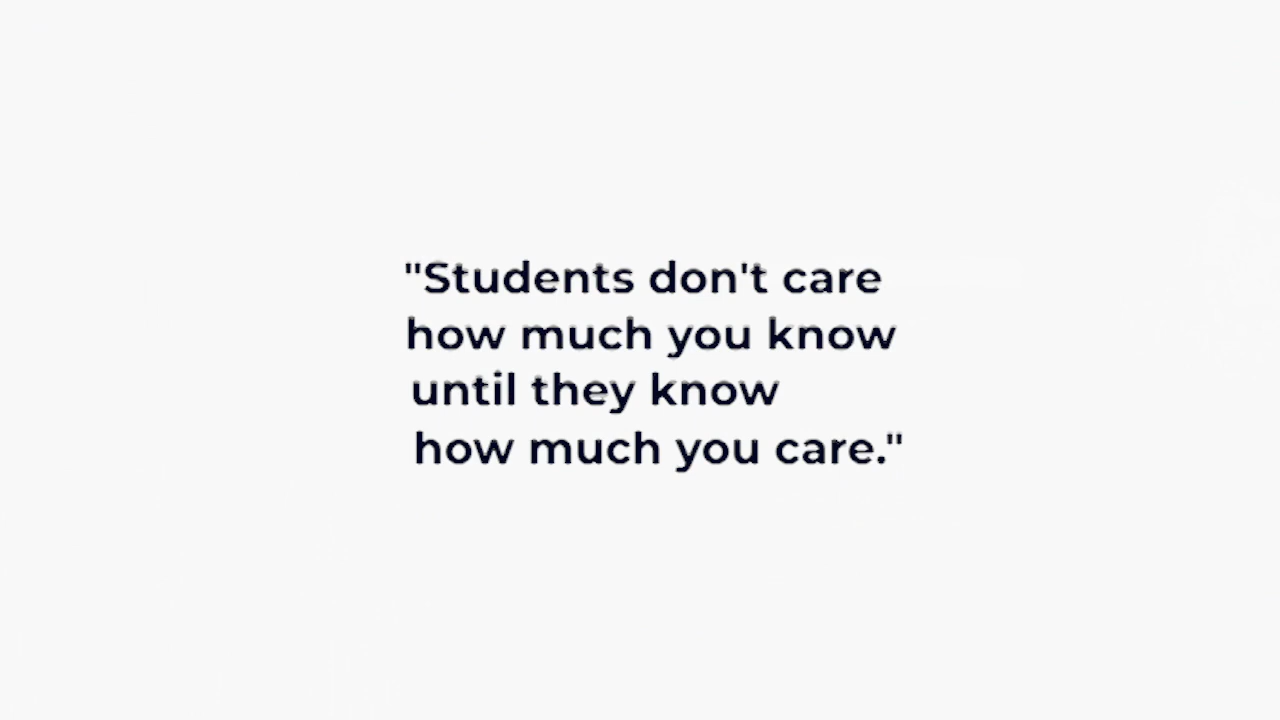 "Students don't care
how much you know
until they know
how much you care."